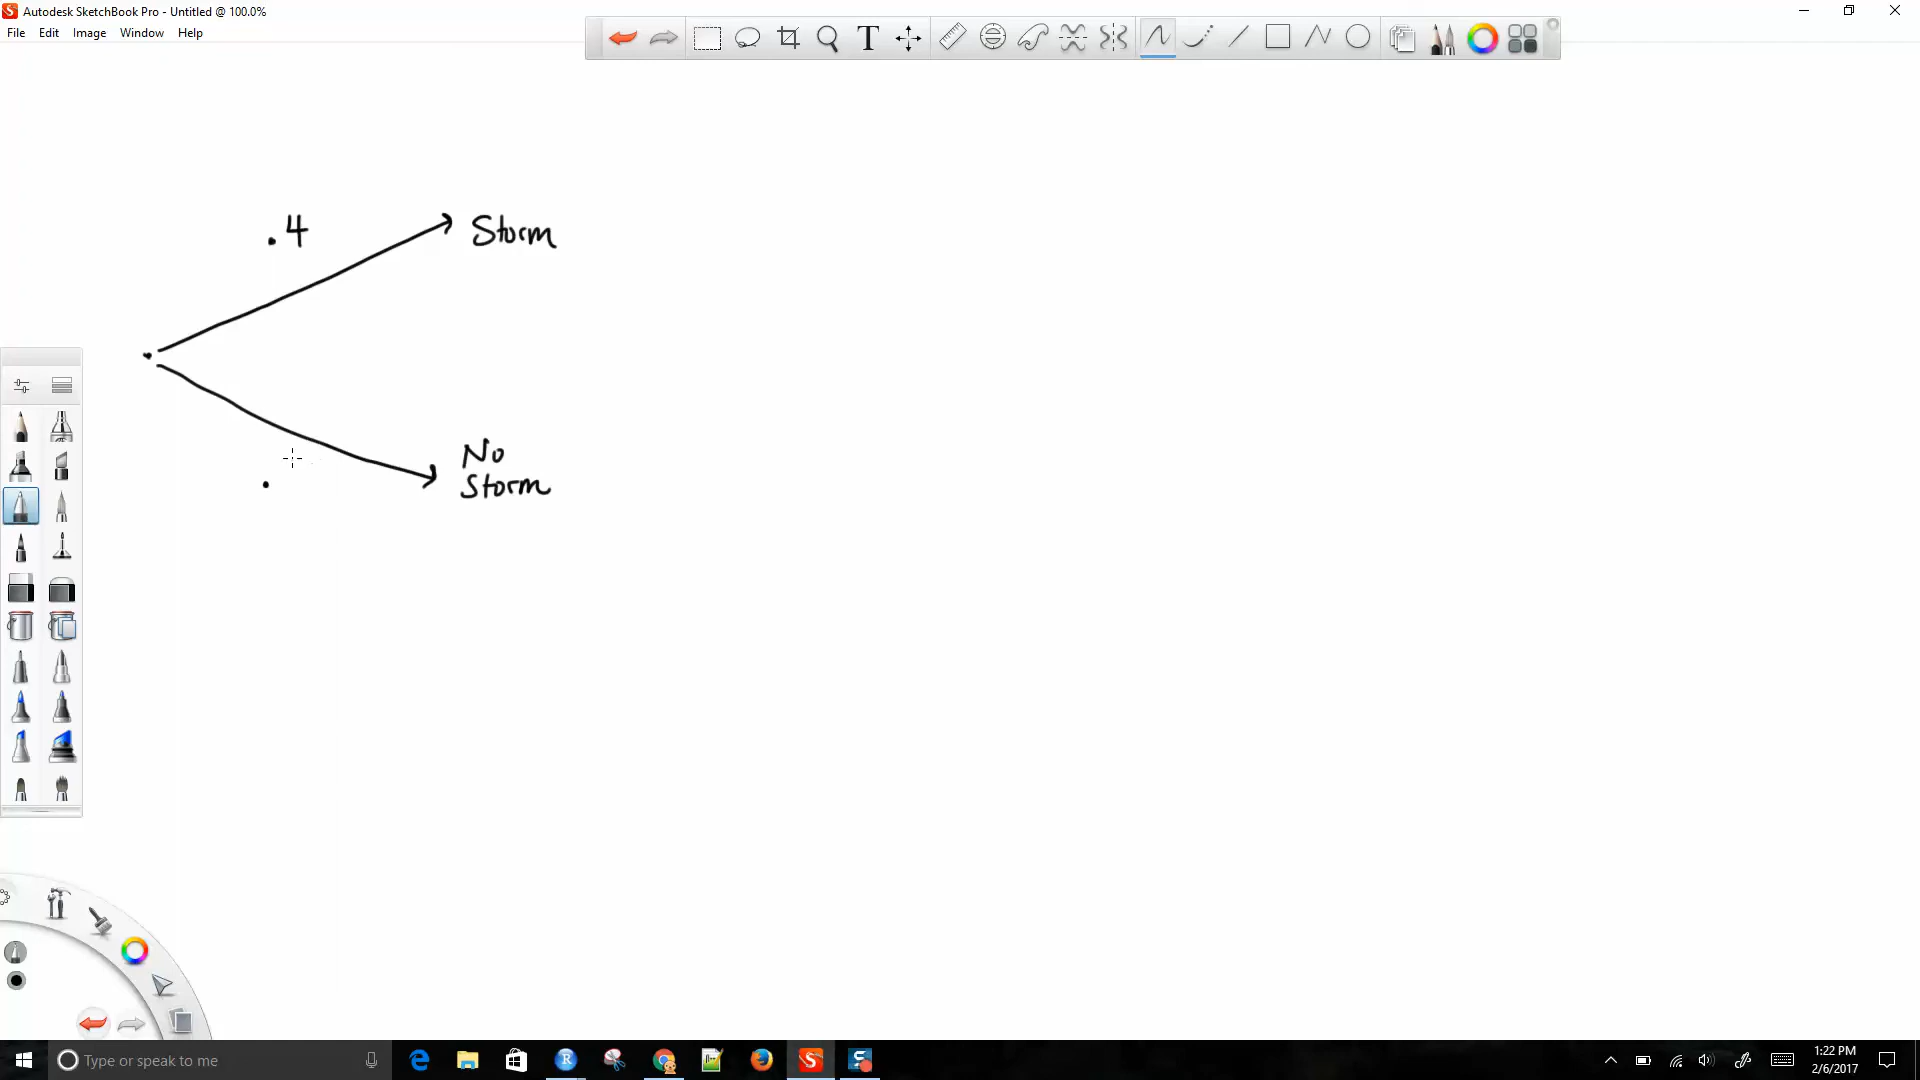 Autodesk SketchBook Pro - Untitled @ 100.0%
File Edit Image Window Help
T
.4
Storm
No
Storm
.
Type or speak to me
1:22 PM
2/6/2017